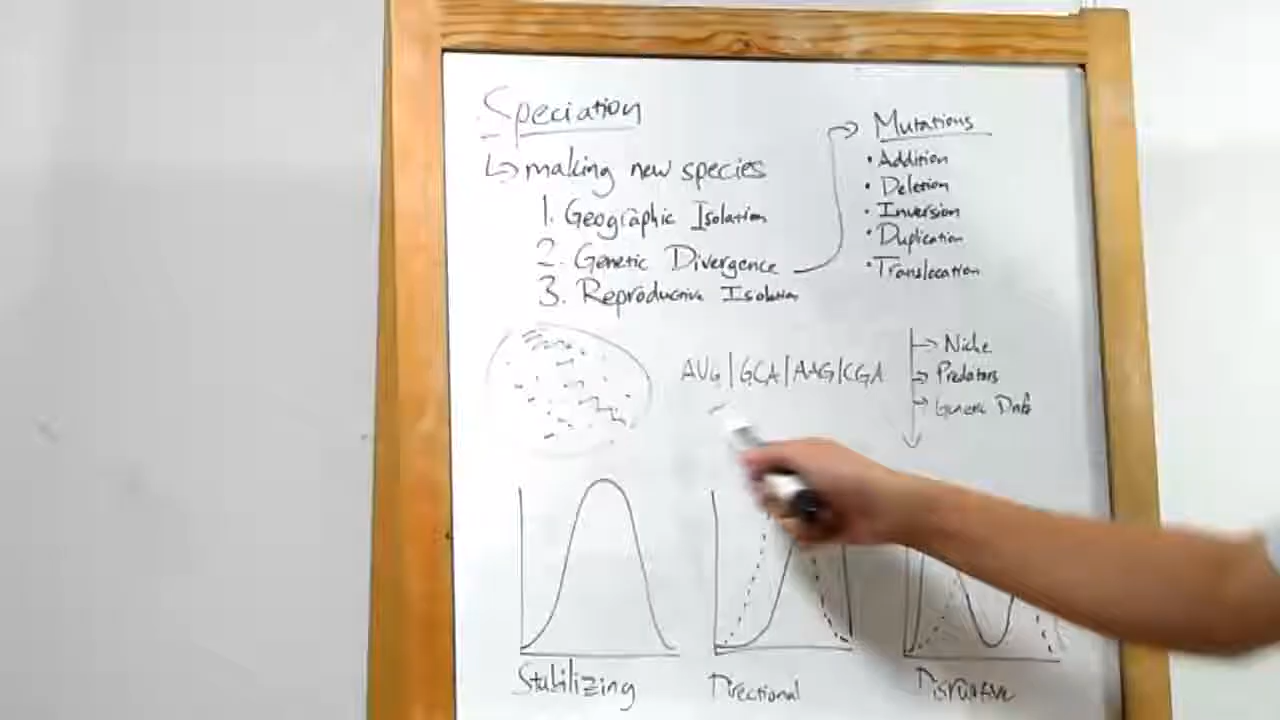 Speciation
↳ making new species
1. Geographic Isolation
2. Genetic Divergence
3. Reproductive Isolation
Mutations
• Addition
• Deletion
• Inversion
• Duplication
• Translocation
AUG|GCA|AAG|CGA
→ Niche
→ Predators
→ Genetic
Stabilizing
Directional
Disruptive